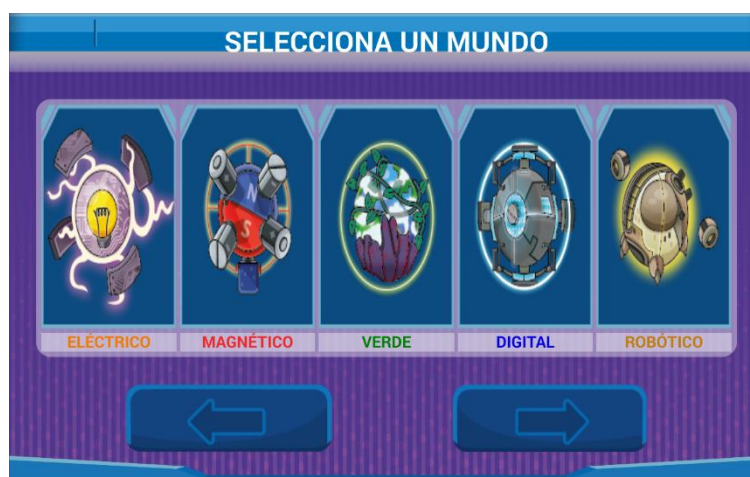 SELECCIONA UN MUNDO
N
S
ELÉCTRICO
MAGNÉTICO
VERDE
DIGITAL
ROBÓTICO